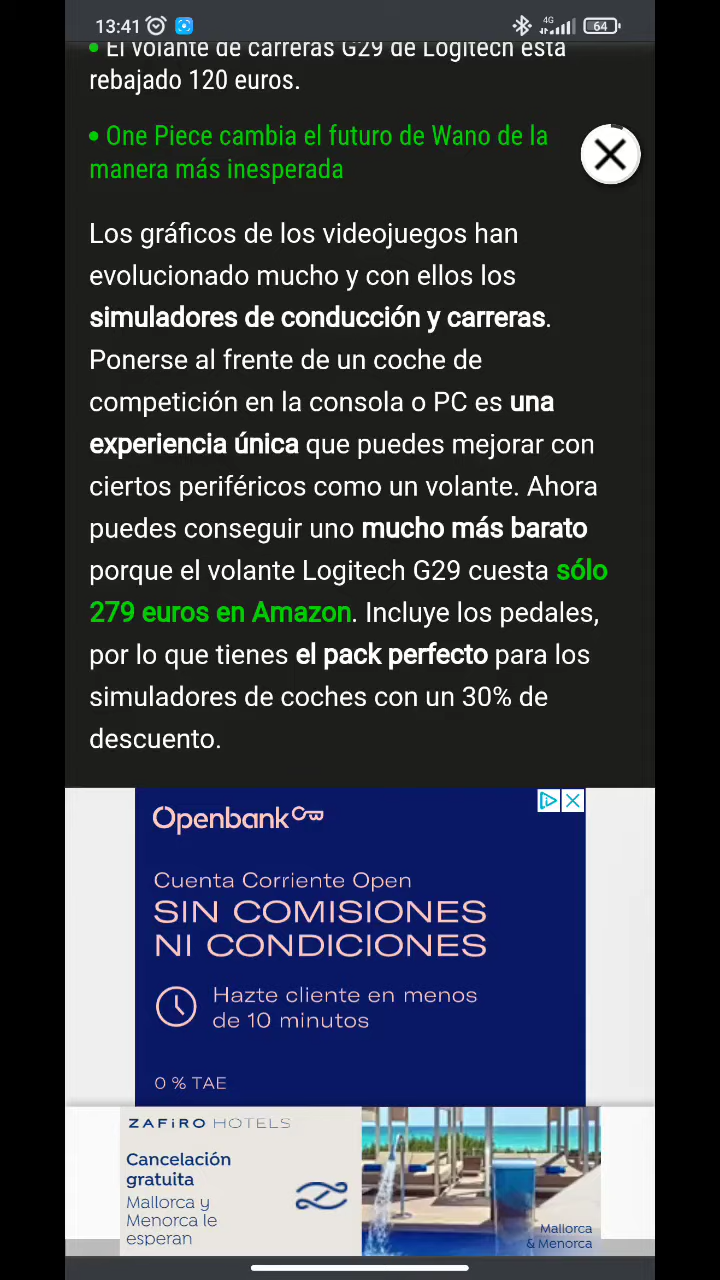 13:41
4G
64
• El volante de carreras G29 de Logitech está
rebajado 120 euros.
• One Piece cambia el futuro de Wano de la
manera más inesperada
Los gráficos de los videojuegos han
evolucionado mucho y con ellos los
simuladores de conducción y carreras.
Ponerse al frente de un coche de
competición en la consola o PC es una
experiencia única que puedes mejorar con
ciertos periféricos como un volante. Ahora
puedes conseguir uno mucho más barato
porque el volante Logitech G29 cuesta sólo
279 euros en Amazon. Incluye los pedales,
por lo que tienes el pack perfecto para los
simuladores de coches con un 30% de
descuento.
Openbank
Cuenta Corriente Open
SIN COMISIONES
NI CONDICIONES
Hazte cliente en menos
de 10 minutos
0 % TAE
ZAFIRO HOTELS
Cancelación
gratuita
Mallorca y
Menorca le
esperan
Mallorca
& Menorca